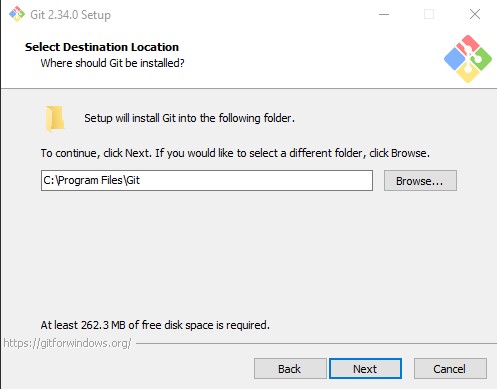 Git 2.34.0 Setup
Select Destination Location
Where should Git be installed?
Setup will install Git into the following folder.
To continue, click Next. If you would like to select a different folder, click Browse.
C:\Program Files\Git
Browse...
At least 262.3 MB of free disk space is required.
https://gitforwindows.org/
Back
Next
Cancel